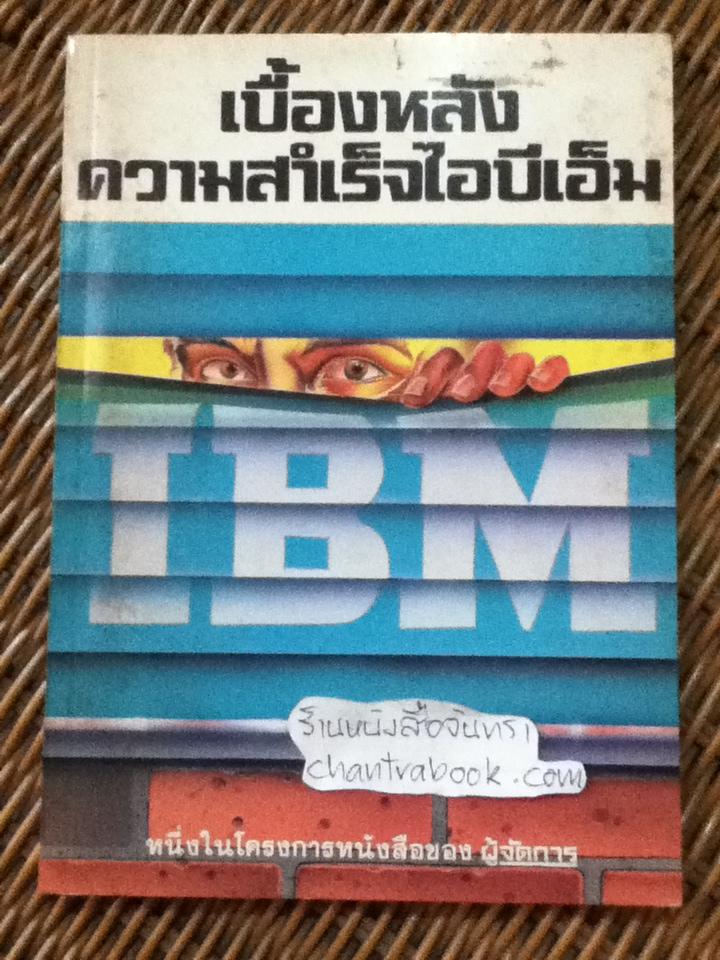 เบื้องหลัง
ความสำเร็จไอบีเอ็ม
IBM
ร้านหนังสือจันทรา
chantrabook.com
หนึ่งในโครงการหนังสือของ ผู้จัดการ